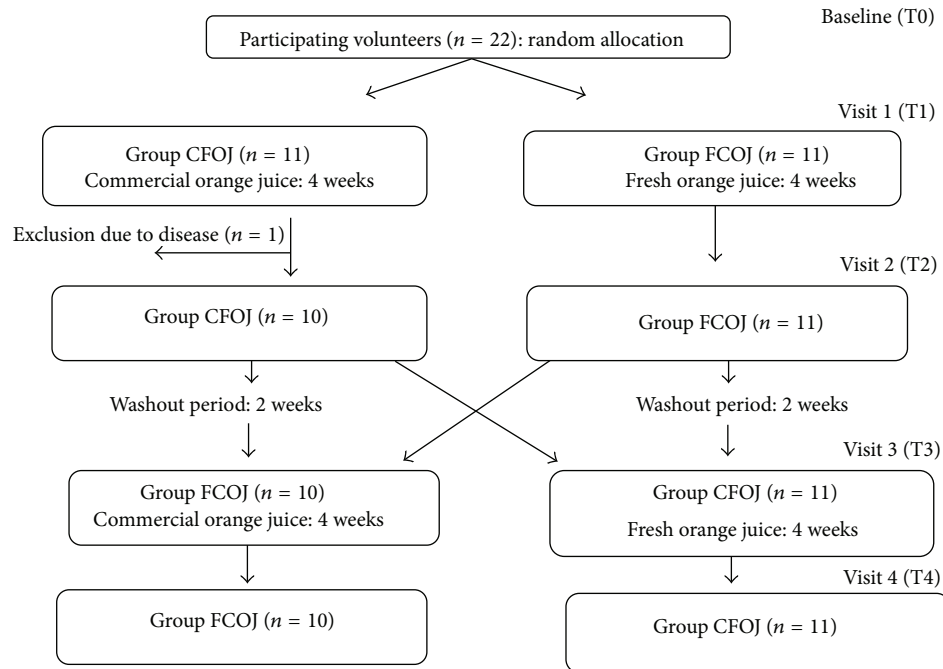 Baseline (T0)
Participating volunteers (n = 22): random allocation
Visit 1 (T1)
Group CFOJ (n = 11)
Commercial orange juice: 4 weeks
Group FCOJ (n = 11)
Fresh orange juice: 4 weeks
Exclusion due to disease (n = 1)
Visit 2 (T2)
Group CFOJ (n = 10)
Group FCOJ (n = 11)
Washout period: 2 weeks
Washout period: 2 weeks
Visit 3 (T3)
Group FCOJ (n = 10)
Commercial orange juice: 4 weeks
Group CFOJ (n = 11)
Fresh orange juice: 4 weeks
Visit 4 (T4)
Group FCOJ (n = 10)
Group CFOJ (n = 11)